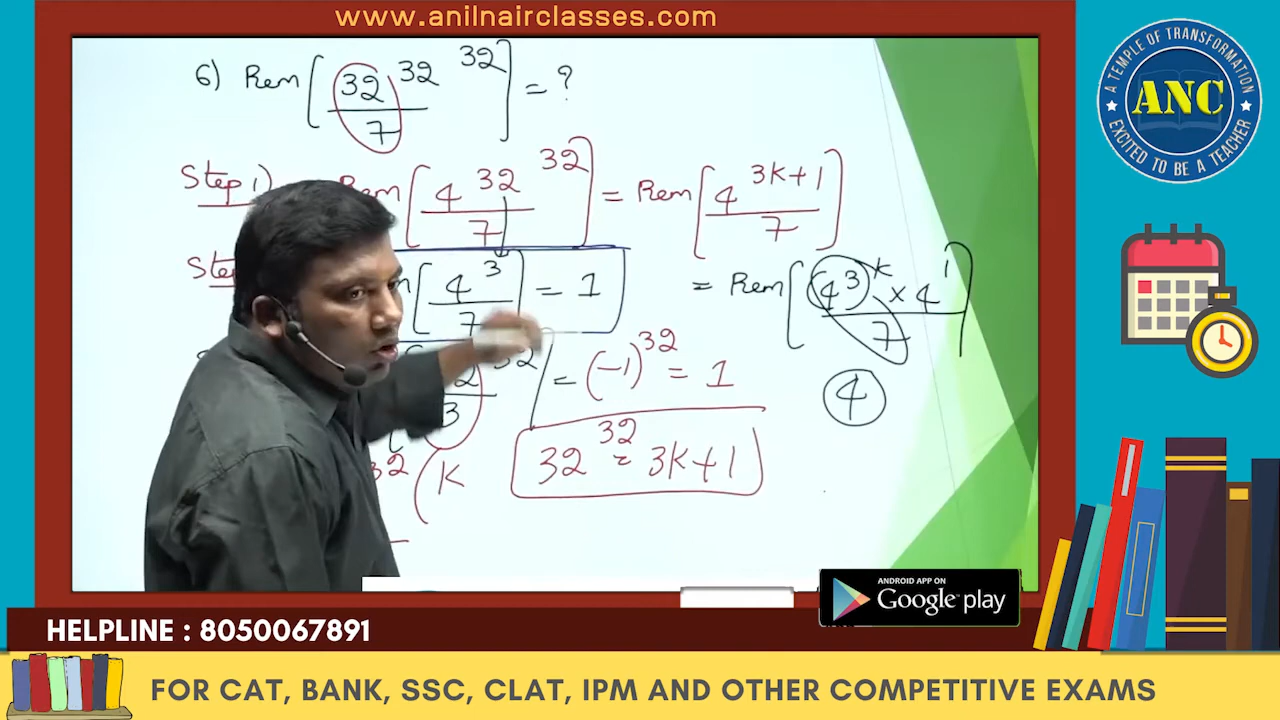 www.anilnairclasses.com
A TEMPLE OF TRANSFORMATION
ANC
EXCITED TO BE A TEACHER
6) Rem [ 32^32^32 / 7 ] = ?
Step 1) Rem [ 4^32^32 / 7 ] = Rem [ 4^(3K+1) / 7 ]
[ 4^3 / 7 ] = 1
= Rem [ (4^3)^K × 4^1 / 7 ]
= (-1)^32 = 1
4
32^32 = 3K+1
K
ANDROID APP ON
Google play
HELPLINE : 8050067891
FOR CAT, BANK, SSC, CLAT, IPM AND OTHER COMPETITIVE EXAMS